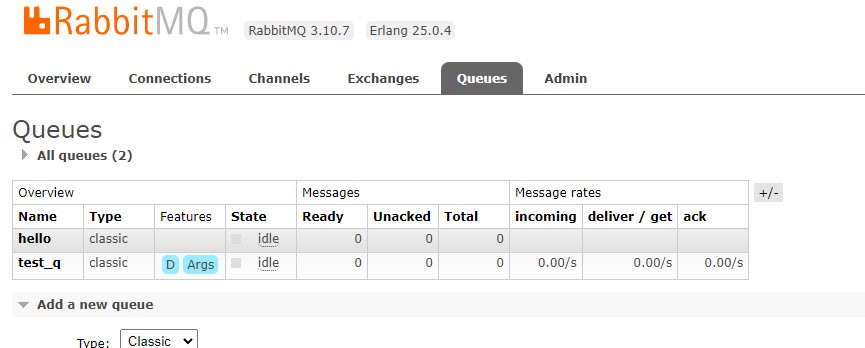 RabbitMQ TM RabbitMQ 3.10.7 Erlang 25.0.4
Overview Connections Channels Exchanges Queues Admin
Queues
All queues (2)
Overview Messages Message rates +/-
Name Type Features State Ready Unacked Total incoming deliver / get ack
hello classic idle 0 0 0
test_q classic D Args idle 0 0 0 0.00/s 0.00/s 0.00/s
Add a new queue
Type: Classic